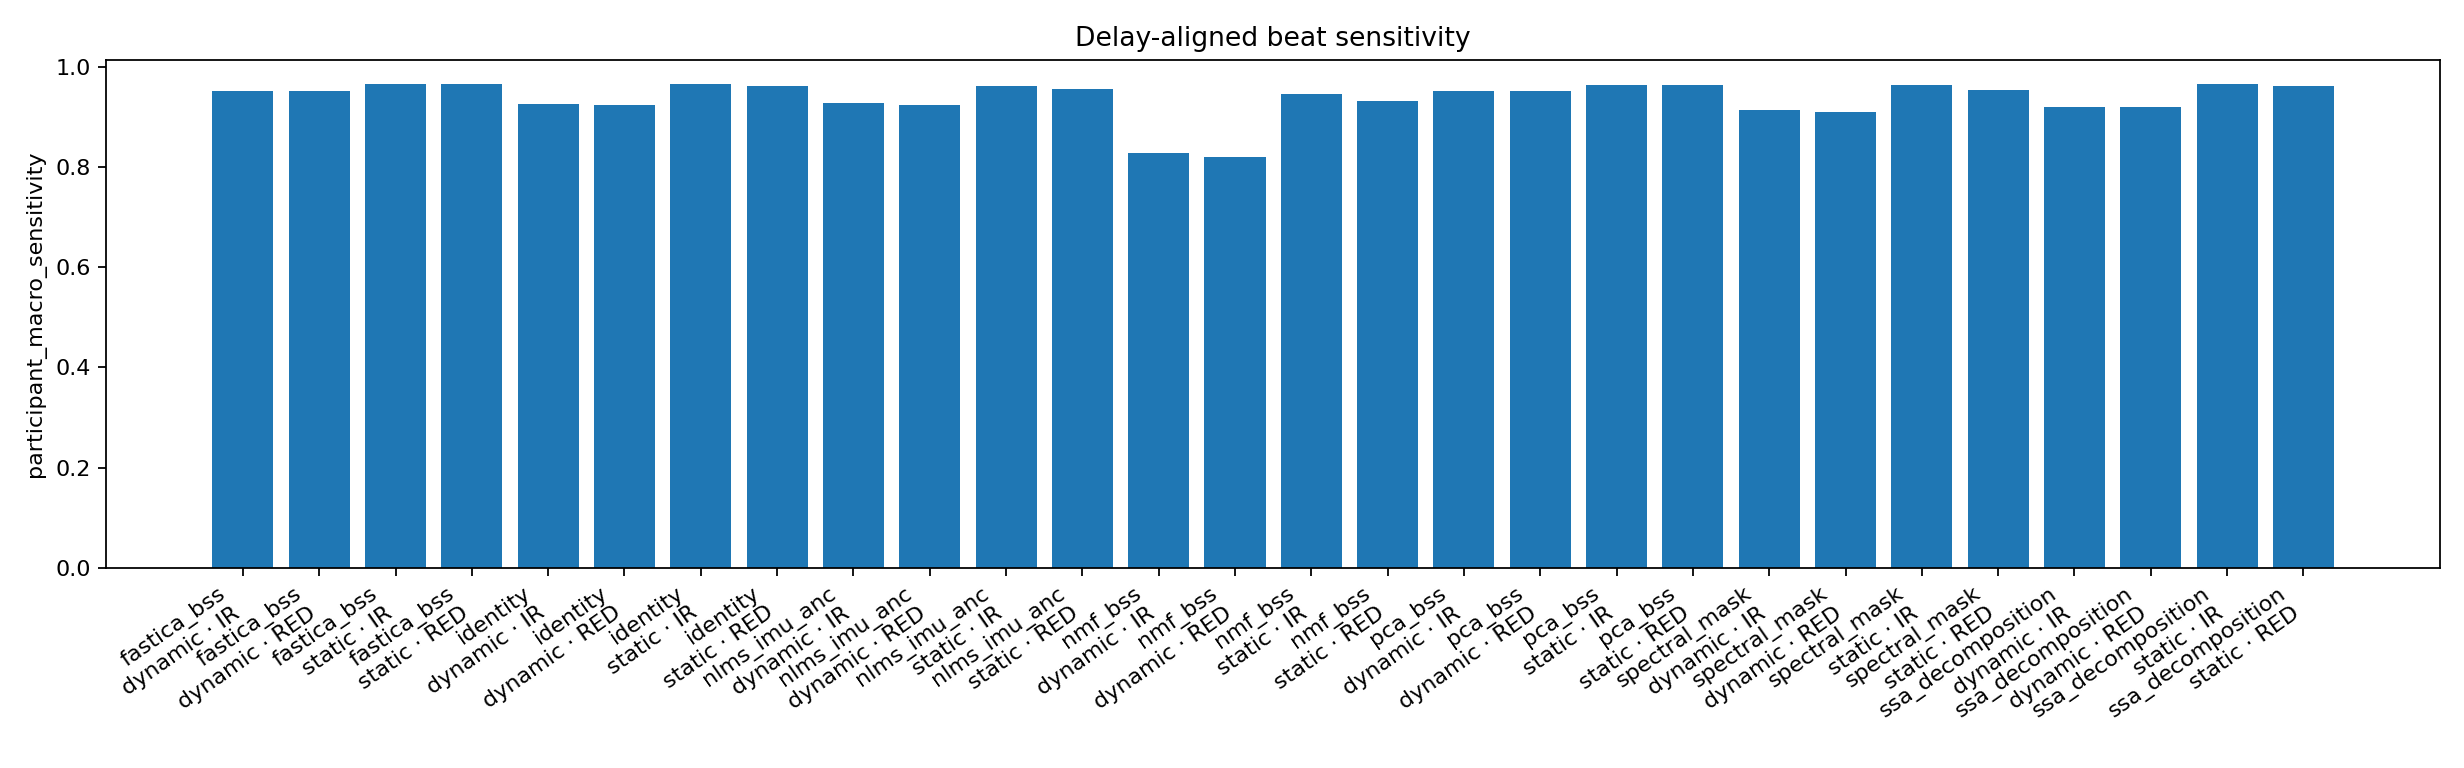 Delay-aligned beat sensitivity
participant_macro_sensitivity
1.0
0.8
0.6
0.4
0.2
0.0
fastica_bss
dynamic · IR
fastica_bss
dynamic · RED
fastica_bss
static · IR
fastica_bss
static · RED
identity
dynamic · IR
identity
dynamic · RED
identity
static · IR
identity
static · RED
nlms_imu_anc
dynamic · IR
nlms_imu_anc
dynamic · RED
nlms_imu_anc
static · IR
nlms_imu_anc
static · RED
nmf_bss
dynamic · IR
nmf_bss
dynamic · RED
nmf_bss
static · IR
nmf_bss
static · RED
pca_bss
dynamic · IR
pca_bss
dynamic · RED
pca_bss
static · IR
pca_bss
static · RED
spectral_mask
dynamic · IR
spectral_mask
dynamic · RED
spectral_mask
static · IR
spectral_mask
static · RED
ssa_decomposition
dynamic · IR
ssa_decomposition
dynamic · RED
ssa_decomposition
static · IR
ssa_decomposition
static · RED